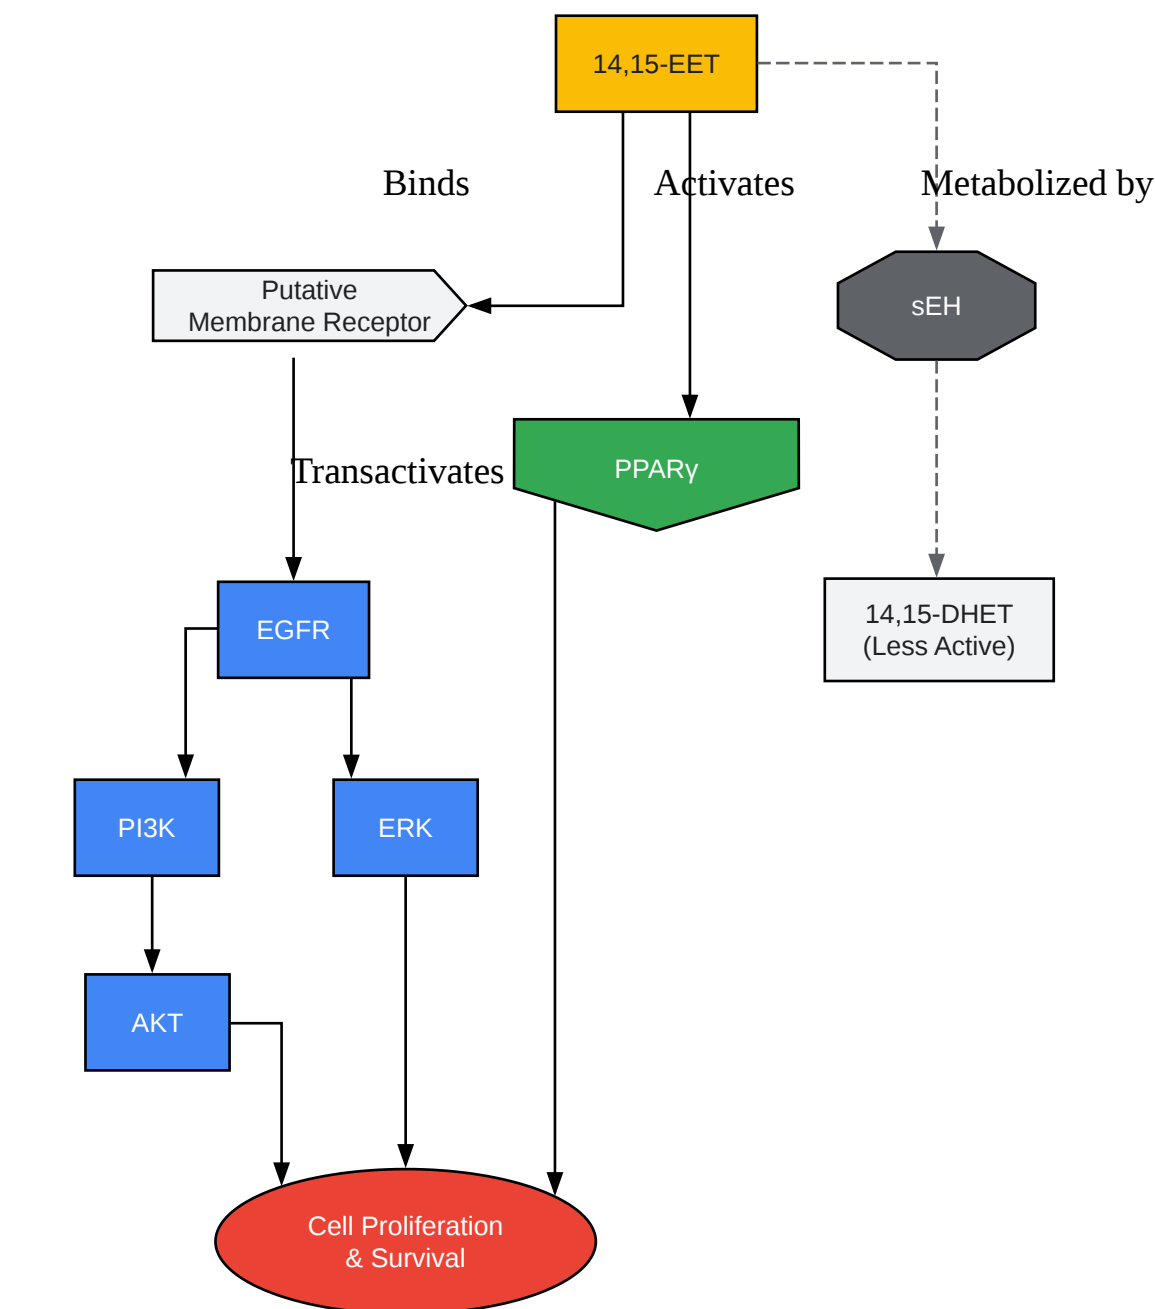 14,15-EET
Binds
Activates
Metabolized by
Putative
Membrane Receptor
sEH
Transactivates
PPARγ
EGFR
14,15-DHET
(Less Active)
PI3K
ERK
AKT
Cell Proliferation
& Survival